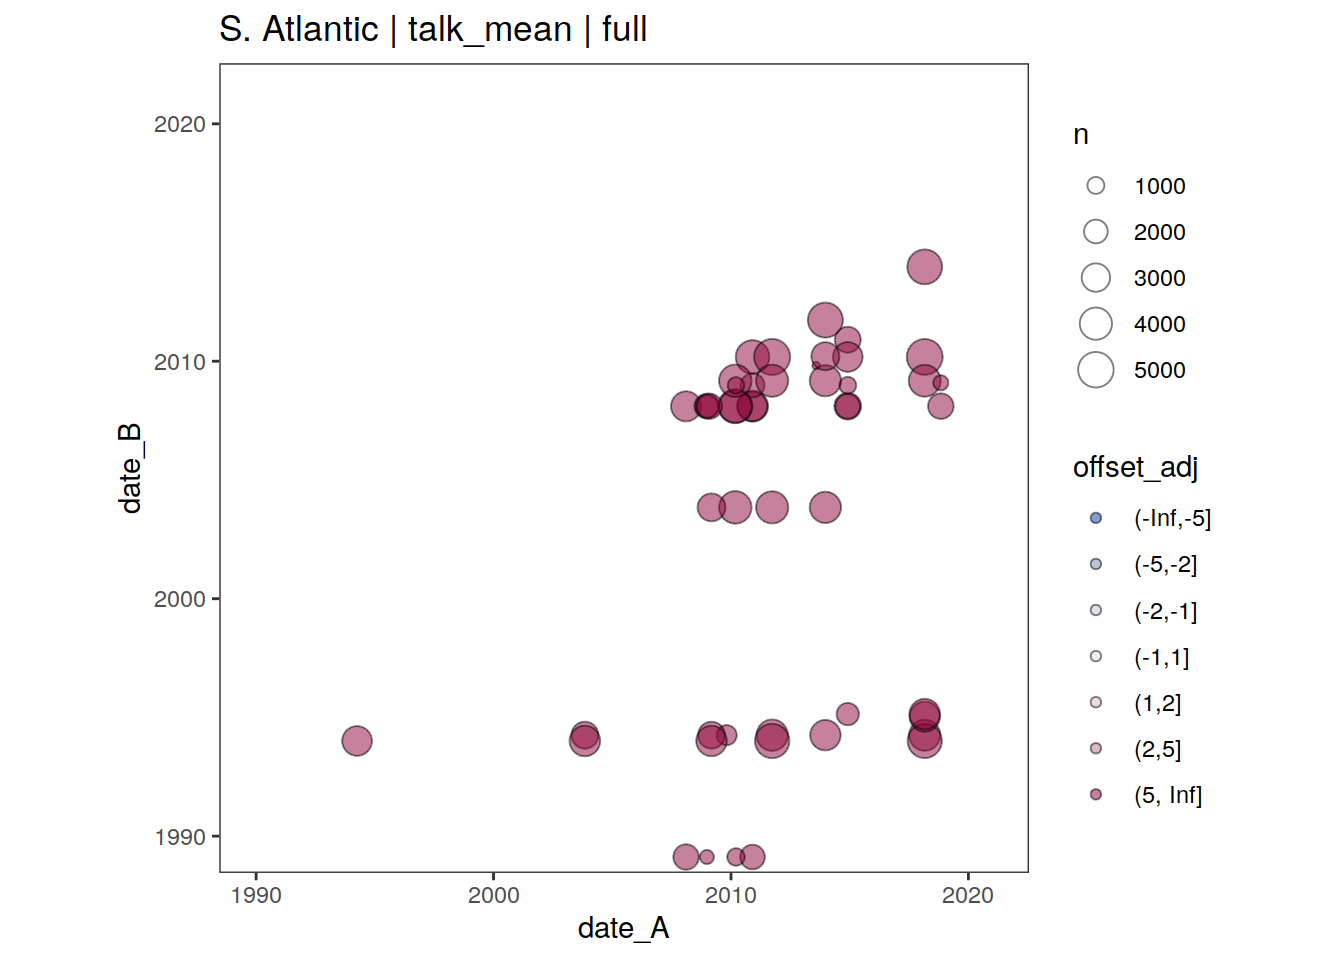 S. Atlantic | talk_mean | full
2020
2010
2000
1990
1990
2000
2010
2020
date_A
date_B
n
1000
2000
3000
4000
5000
offset_adj
(-Inf,-5]
(-5,-2]
(-2,-1]
(-1,1]
(1,2]
(2,5]
(5, Inf]